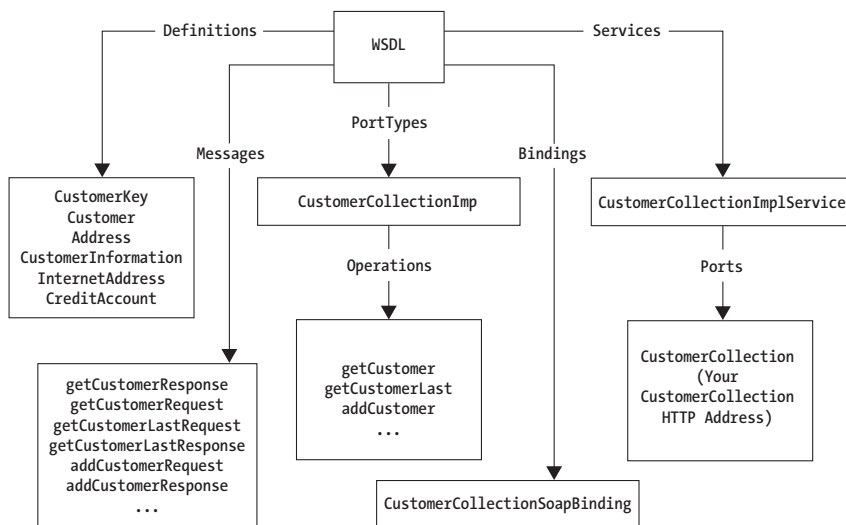 Definitions
WSDL
Services
PortTypes
Messages
Bindings
CustomerKey
Customer
Address
CustomerInformation
InternetAddress
CreditAccount
CustomerCollectionImp
CustomerCollectionImplService
Operations
Ports
getCustomerResponse
getCustomerRequest
getCustomerLastRequest
getCustomerLastResponse
addCustomerRequest
addCustomerResponse
...
getCustomer
getCustomerLast
addCustomer
...
CustomerCollection
(Your
CustomerCollection
HTTP Address)
CustomerCollectionSoapBinding